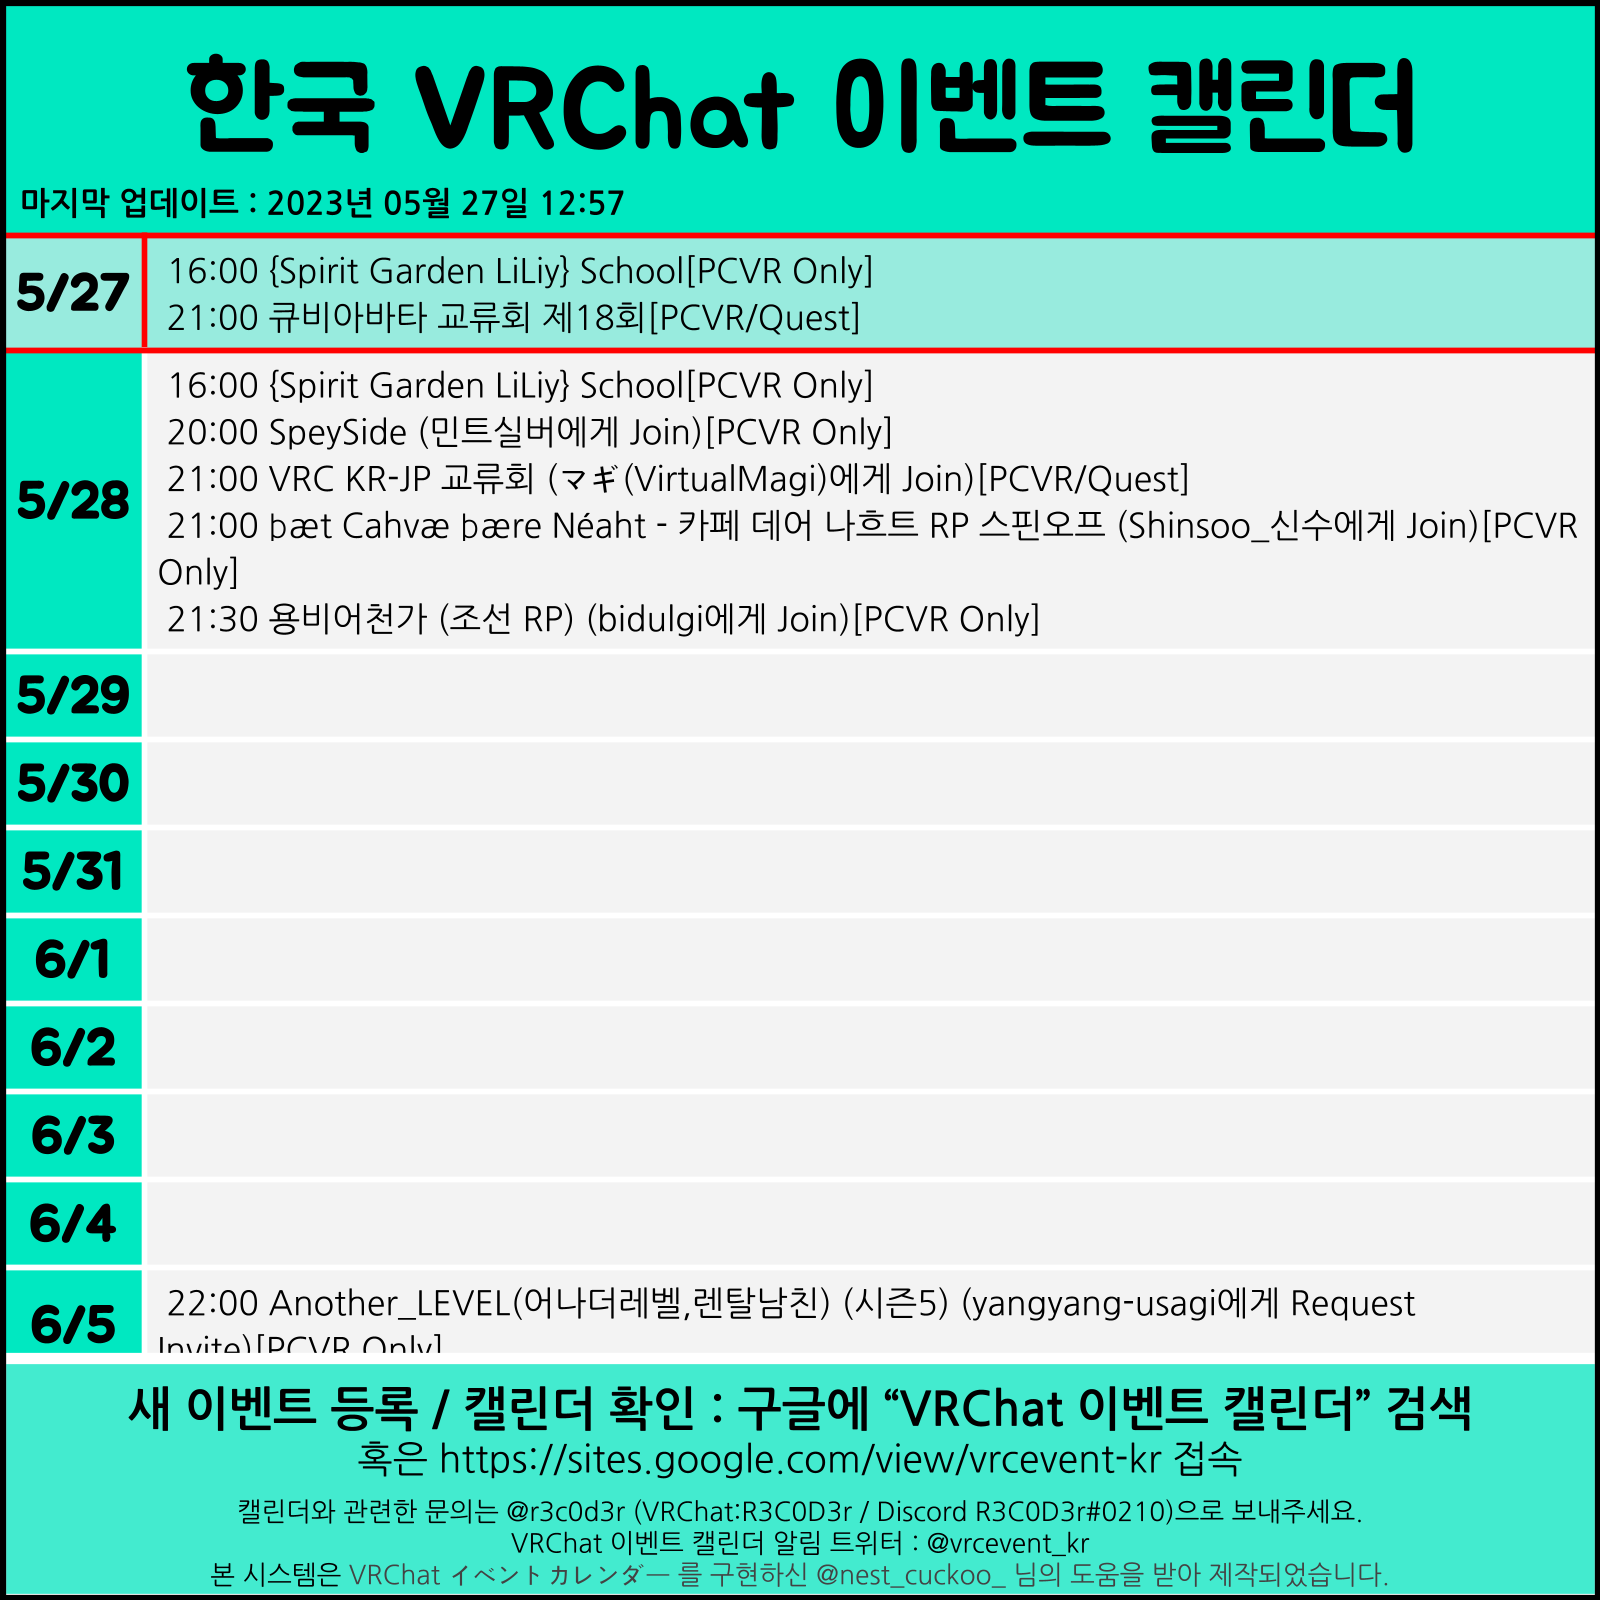 한국 VRChat 이벤트 캘린더
마지막 업데이트 : 2023년 05월 27일 12:57
5/27
16:00 {Spirit Garden LiLiy} School[PCVR Only]
21:00 큐비아바타 교류회 제18회[PCVR/Quest]
5/28
16:00 {Spirit Garden LiLiy} School[PCVR Only]
20:00 SpeySide (민트실버에게 Join)[PCVR Only]
21:00 VRC KR-JP 교류회 (マギ(VirtualMagi)에게 Join)[PCVR/Quest]
21:00 þæt Cahvæ þære Néaht - 카페 데어 나흐트 RP 스핀오프 (Shinsoo_신수에게 Join)[PCVR
Only]
21:30 용비어천가 (조선 RP) (bidulgi에게 Join)[PCVR Only]
5/29
5/30
5/31
6/1
6/2
6/3
6/4
6/5
22:00 Another_LEVEL(어나더레벨,렌탈남친) (시즌5) (yangyang-usagi에게 Request
Invite)[PCVR Only]
새 이벤트 등록 / 캘린더 확인 : 구글에 “VRChat 이벤트 캘린더” 검색
혹은 https://sites.google.com/view/vrcevent-kr 접속
캘린더와 관련한 문의는 @r3c0d3r (VRChat:R3C0D3r / Discord R3C0D3r#0210)으로 보내주세요.
VRChat 이벤트 캘린더 알림 트위터 : @vrcevent_kr
본 시스템은 VRChat イベントカレンダー 를 구현하신 @nest_cuckoo_ 님의 도움을 받아 제작되었습니다.